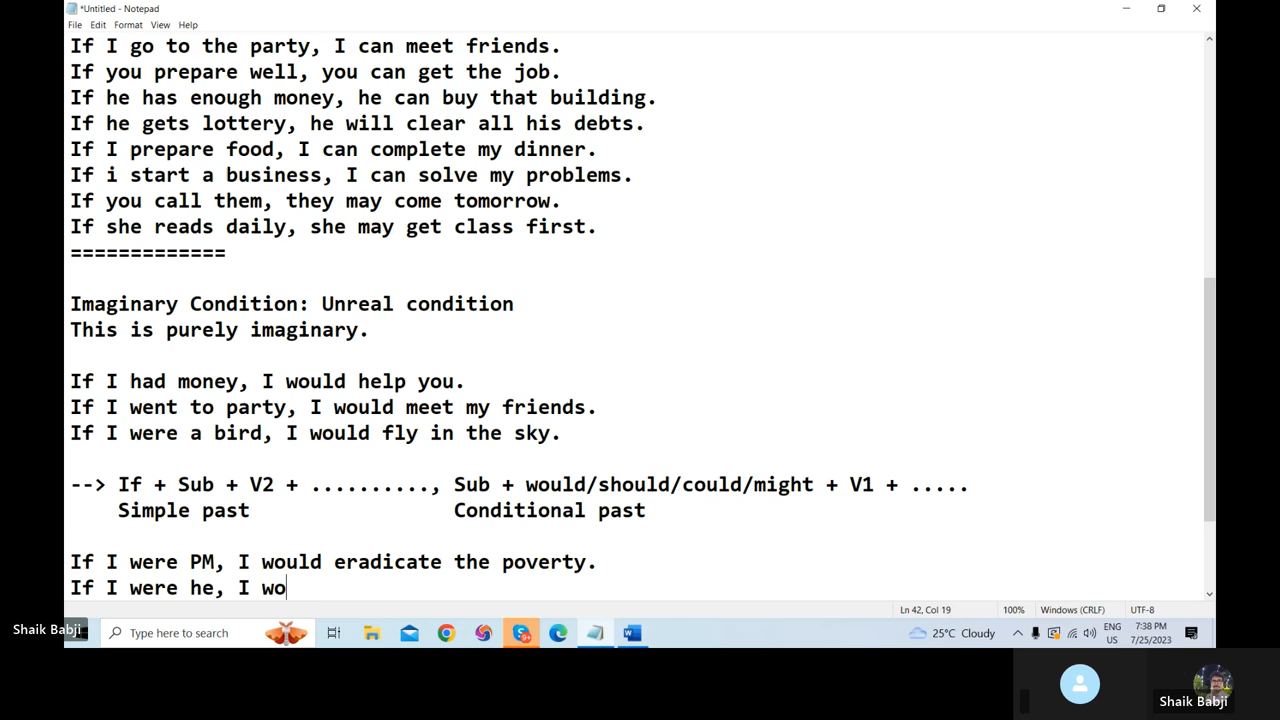 *Untitled - Notepad
File Edit Format View Help
If I go to the party, I can meet friends.
If you prepare well, you can get the job.
If he has enough money, he can buy that building.
If he gets lottery, he will clear all his debts.
If I prepare food, I can complete my dinner.
If i start a business, I can solve my problems.
If you call them, they may come tomorrow.
If she reads daily, she may get class first.
=============
Imaginary Condition: Unreal condition
This is purely imaginary.
If I had money, I would help you.
If I went to party, I would meet my friends.
If I were a bird, I would fly in the sky.
--> If + Sub + V2 + .........., Sub + would/should/could/might + V1 + .....
Simple past Conditional past
If I were PM, I would eradicate the poverty.
If I were he, I wo
Ln 42, Col 19 100% Windows (CRLF) UTF-8
Shaik Babji
Type here to search
25°C Cloudy
ENG
US
7:38 PM
7/25/2023
Shaik Babji